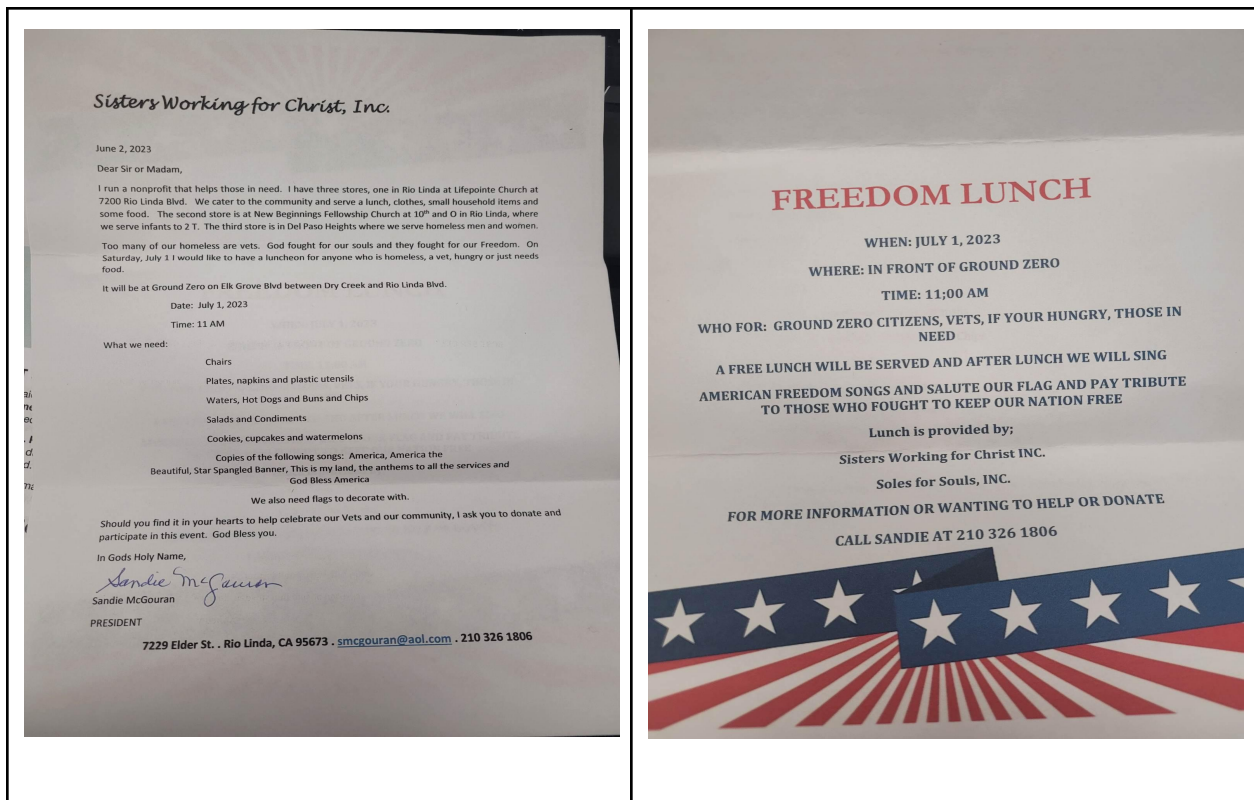 Sisters Working for Christ, Inc.
June 2, 2023
Dear Sir or Madam,
I run a nonprofit that helps those in need. I have three stores, one in Rio Linda at Lifepointe Church at
7200 Rio Linda Blvd. We cater to the community and serve a lunch, clothes, small household items and
some food. The second store is at New Beginnings Fellowship Church at 10th and O in Rio Linda, where
we serve infants to 2 T. The third store is in Del Paso Heights where we serve homeless men and women.
Too many of our homeless are vets. God fought for our souls and they fought for our Freedom. On
Saturday, July 1 I would like to have a luncheon for anyone who is homeless, a vet, hungry or just needs
food.
It will be at Ground Zero on Elk Grove Blvd between Dry Creek and Rio Linda Blvd.
Date: July 1, 2023
Time: 11 AM
What we need:
Chairs
Plates, napkins and plastic utensils
Waters, Hot Dogs and Buns and Chips
Salads and Condiments
Cookies, cupcakes and watermelons
Copies of the following songs: America, America the
Beautiful, Star Spangled Banner, This is my land, the anthems to all the services and
God Bless America
We also need flags to decorate with.
Should you find it in your hearts to help celebrate our Vets and our community, I ask you to donate and
participate in this event. God Bless you.
In Gods Holy Name,
Sandie McGouran
Sandie McGouran
PRESIDENT
7229 Elder St. . Rio Linda, CA 95673 . smcgouran@aol.com . 210 326 1806
FREEDOM LUNCH
WHEN: JULY 1, 2023
WHERE: IN FRONT OF GROUND ZERO
TIME: 11;00 AM
WHO FOR: GROUND ZERO CITIZENS, VETS, IF YOUR HUNGRY, THOSE IN
NEED
A FREE LUNCH WILL BE SERVED AND AFTER LUNCH WE WILL SING
AMERICAN FREEDOM SONGS AND SALUTE OUR FLAG AND PAY TRIBUTE
TO THOSE WHO FOUGHT TO KEEP OUR NATION FREE
Lunch is provided by;
Sisters Working for Christ INC.
Soles for Souls, INC.
FOR MORE INFORMATION OR WANTING TO HELP OR DONATE
CALL SANDIE AT 210 326 1806